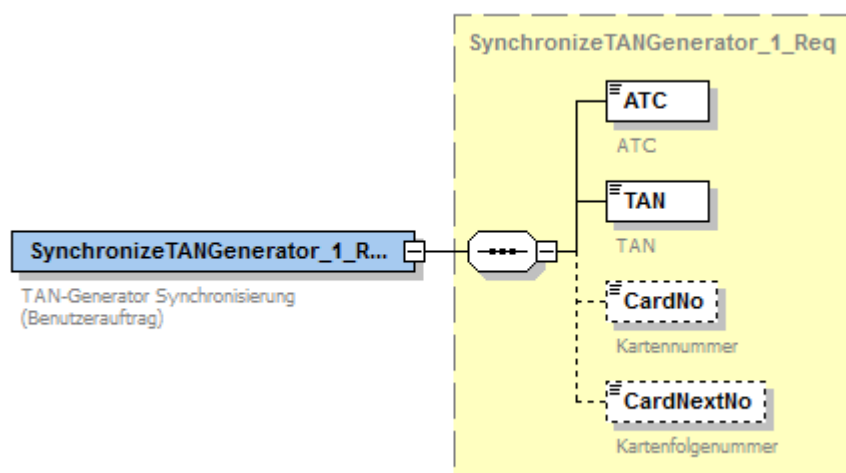 SynchronizeTANGenerator_1_Req
ATC
ATC
TAN
TAN
SynchronizeTANGenerator_1_R...
TAN-Generator Synchronisierung
(Benutzerauftrag)
CardNo
Kartennummer
CardNextNo
Kartenfolgenummer